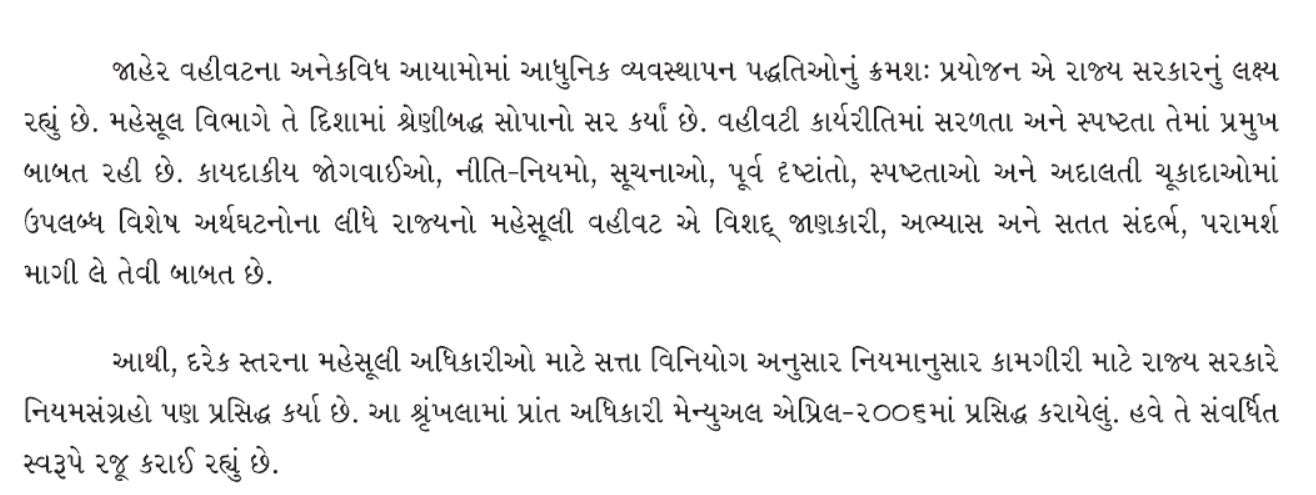 જાહેર વહીવટના અનેકવિધ આયામોમાં આધુનિક વ્યવસ્થાપન પદ્ધતિઓનું ક્રમશઃ પ્રયોજન એ રાજ્ય સરકારનું લક્ષ્ય
રહ્યું છે. મહેસૂલ વિભાગે તે દિશામાં શ્રેણીબદ્ધ સોપાનો સર કર્યાં છે. વહીવટી કાર્યરીતિમાં સરળતા અને સ્પષ્ટતા તેમાં પ્રમુખ
બાબત રહી છે. કાયદાકીય જોગવાઈઓ, નીતિ-નિયમો, સૂચનાઓ, પૂર્વ દૃષ્ટાંતો, સ્પષ્ટતાઓ અને અદાલતી ચૂકાદાઓમાં
ઉપલબ્ધ વિશેષ અર્થઘટનોના લીધે રાજ્યનો મહેસૂલી વહીવટ એ વિશદ્ જાણકારી, અભ્યાસ અને સતત સંદર્ભ, પરામર્શ
માગી લે તેવી બાબત છે.
આથી, દરેક સ્તરના મહેસૂલી અધિકારીઓ માટે સત્તા વિનિયોગ અનુસાર નિયમાનુસાર કામગીરી માટે રાજ્ય સરકારે
નિયમસંગ્રહો પણ પ્રસિદ્ધ કર્યા છે. આ શ્રૃંખલામાં પ્રાંત અધિકારી મેન્યુઅલ એપ્રિલ-૨૦૦૬માં પ્રસિદ્ધ કરાયેલું. હવે તે સંવર્ધિત
સ્વરૂપે રજૂ કરાઈ રહ્યું છે.